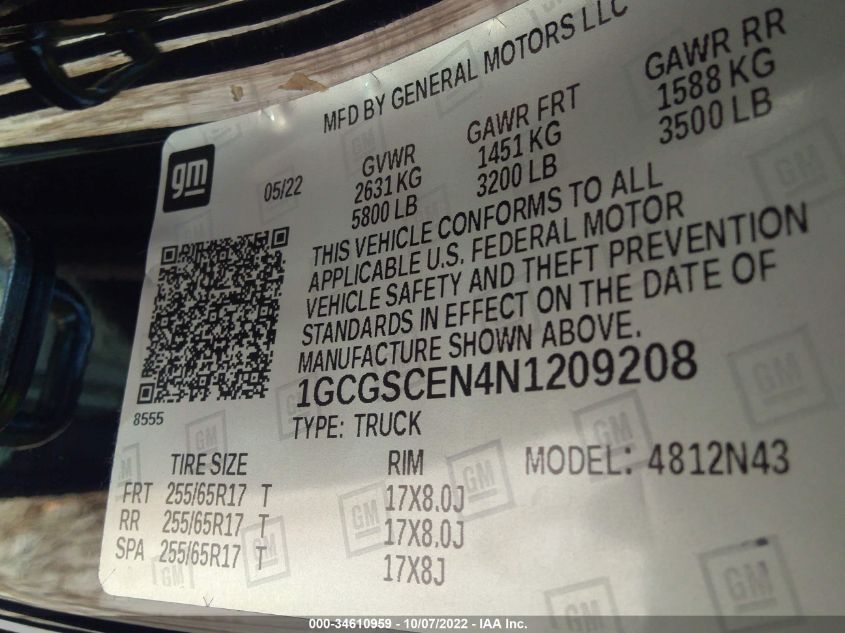 MFD BY GENERAL MOTORS LLC
gm
05/22
GVWR GAWR FRT GAWR RR
2631 KG 1451 KG 1588 KG
5800 LB 3200 LB 3500 LB
THIS VEHICLE CONFORMS TO ALL
APPLICABLE U.S. FEDERAL MOTOR
VEHICLE SAFETY AND THEFT PREVENTION
STANDARDS IN EFFECT ON THE DATE OF
MANUFACTURE SHOWN ABOVE.
1GCGSCEN4N1209208
8555
TYPE: TRUCK
TIRE SIZE RIM MODEL: 4812N43
FRT 255/65R17 T 17X8.0J
RR 255/65R17 T 17X8.0J
SPA 255/65R17 T 17X8J
000-34610959 - 10/07/2022 - IAA Inc.